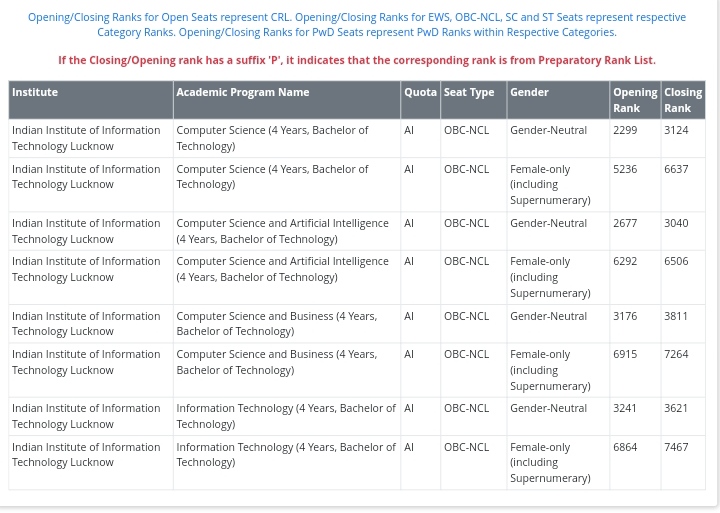 Opening/Closing Ranks for Open Seats represent CRL. Opening/Closing Ranks for EWS, OBC-NCL, SC and ST Seats represent respective
Category Ranks. Opening/Closing Ranks for PwD Seats represent PwD Ranks within Respective Categories.
If the Closing/Opening rank has a suffix 'P', it indicates that the corresponding rank is from Preparatory Rank List.
Institute Academic Program Name Quota Seat Type Gender Opening Closing
Rank Rank
Indian Institute of Information Computer Science (4 Years, Bachelor of AI OBC-NCL Gender-Neutral 2299 3124
Technology Lucknow Technology)
Indian Institute of Information Computer Science (4 Years, Bachelor of AI OBC-NCL Female-only 5236 6637
Technology Lucknow Technology) (including
Supernumerary)
Indian Institute of Information Computer Science and Artificial Intelligence AI OBC-NCL Gender-Neutral 2677 3040
Technology Lucknow (4 Years, Bachelor of Technology)
Indian Institute of Information Computer Science and Artificial Intelligence AI OBC-NCL Female-only 6292 6506
Technology Lucknow (4 Years, Bachelor of Technology) (including
Supernumerary)
Indian Institute of Information Computer Science and Business (4 Years, AI OBC-NCL Gender-Neutral 3176 3811
Technology Lucknow Bachelor of Technology)
Indian Institute of Information Computer Science and Business (4 Years, AI OBC-NCL Female-only 6915 7264
Technology Lucknow Bachelor of Technology) (including
Supernumerary)
Indian Institute of Information Information Technology (4 Years, Bachelor of AI OBC-NCL Gender-Neutral 3241 3621
Technology Lucknow Technology)
Indian Institute of Information Information Technology (4 Years, Bachelor of AI OBC-NCL Female-only 6864 7467
Technology Lucknow Technology) (including
Supernumerary)